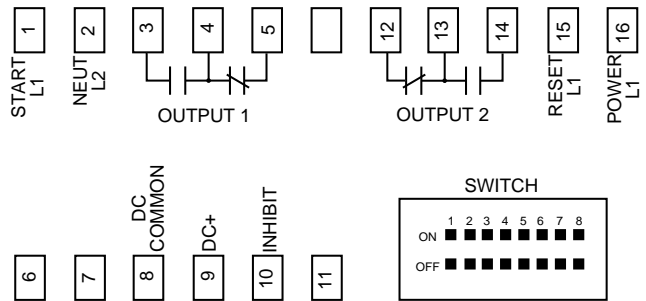 1 2 3 4 5 12 13 14 15 16
START L1
NEUT L2
OUTPUT 1
OUTPUT 2
RESET L1
POWER L1
DC COMMON
DC+
INHIBIT
6 7 8 9 10 11
SWITCH
1 2 3 4 5 6 7 8
ON
OFF